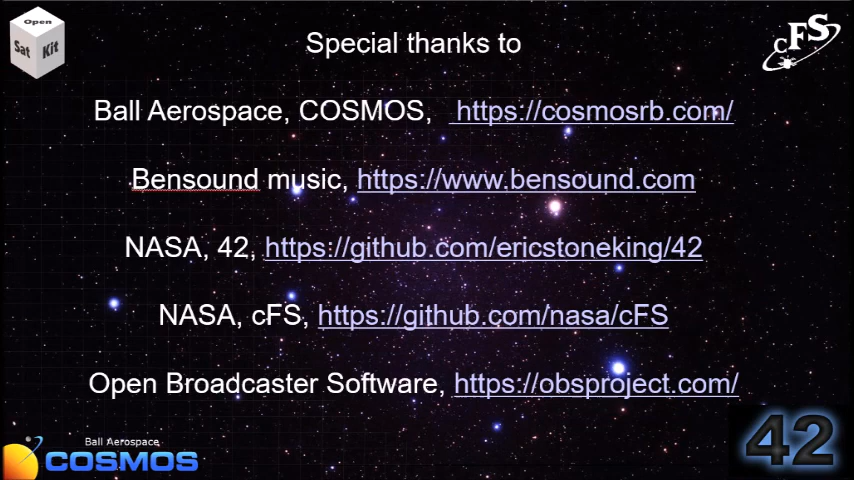 Open
Sat Kit
cFS
Special thanks to
Ball Aerospace, COSMOS, https://cosmosrb.com/
Bensound music, https://www.bensound.com
NASA, 42, https://github.com/ericstoneking/42
NASA, cFS, https://github.com/nasa/cFS
Open Broadcaster Software, https://obsproject.com/
Ball Aerospace
COSMOS
42